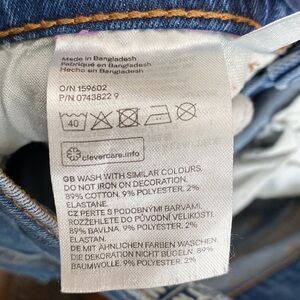 Made in Bangladesh
Fabriqué en Bangladesh
Hecho en Bangladesh
O/N 159602
P/N 0743822 9
40
clevercare.info
GB WASH WITH SIMILAR COLOURS.
DO NOT IRON ON DECORATION.
89% COTTON. 9% POLYESTER. 2%
ELASTANE.
CZ PERTE S PODOBNÝMI BARVAMI.
ROZŽEHLETE DO PŮVODNÍ VELIKOSTI.
89% BAVLNA. 9% POLYESTER. 2%
ELASTAN.
DE MIT ÄHNLICHEN FARBEN WASCHEN.
DIE DEKORATION NICHT BÜGELN. 89%
BAUMWOLLE. 9% POLYESTER. 2%